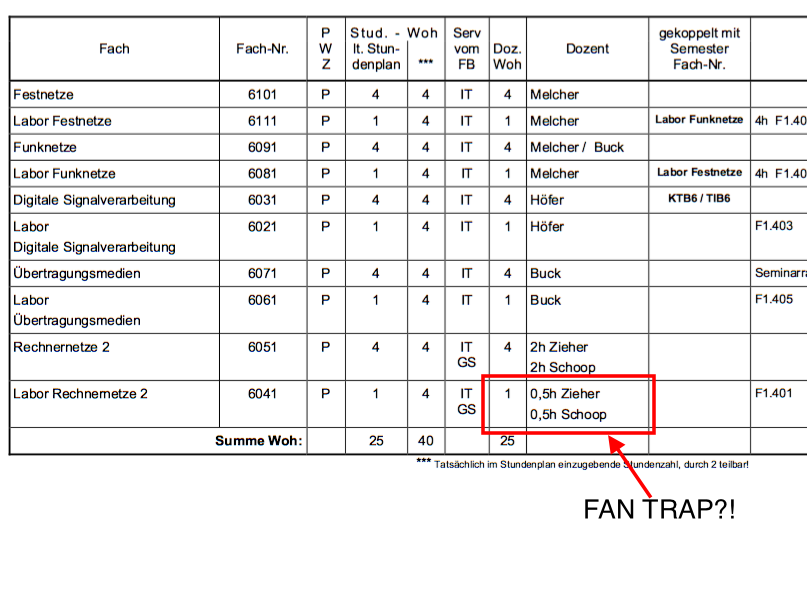 Fach Fach-Nr. P W Z Stud. - Woh lt. Stun-denplan *** Serv vom FB Doz. Woh Dozent gekoppelt mit Semester Fach-Nr.
Festnetze 6101 P 4 4 IT 4 Melcher
Labor Festnetze 6111 P 1 4 IT 1 Melcher Labor Funknetze 4h F1.40
Funknetze 6091 P 4 4 IT 4 Melcher / Buck
Labor Funknetze 6081 P 1 4 IT 1 Melcher Labor Festnetze 4h F1.40
Digitale Signalverarbeitung 6031 P 4 4 IT 4 Höfer KTB6 / TIB6
Labor 6021 P 1 4 IT 1 Höfer F1.403
Digitale Signalverarbeitung
Übertragungsmedien 6071 P 4 4 IT 4 Buck Seminarra
Labor 6061 P 1 4 IT 1 Buck F1.405
Übertragungsmedien
Rechnernetze 2 6051 P 4 4 IT 4 2h Zieher
GS 2h Schoop
Labor Rechnernetze 2 6041 P 1 4 IT 1 0,5h Zieher F1.401
GS 0,5h Schoop
Summe Woh: 25 40 25
*** Tatsächlich im Stundenplan einzugebende Stundenzahl, durch 2 teilbar!
FAN TRAP?!